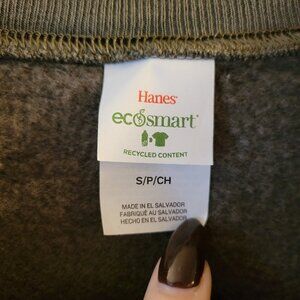 Hanes
ecosmart
RECYCLED CONTENT
S/P/CH
MADE IN EL SALVADOR
FABRIQUÉ AU SALVADOR
HECHO EN EL SALVADOR